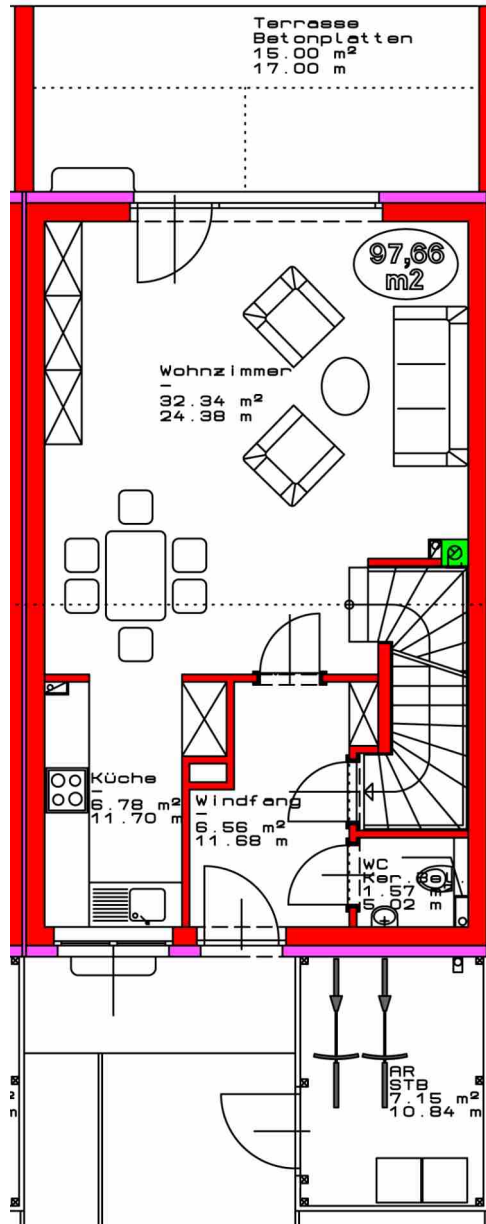 Terrasse
Betonplatten
15.00 m²
17.00 m
97,66
m2
Wohnzimmer
-
32.34 m²
24.38 m
Küche
-
6.78 m²
11.70 m
Windfang
-
6.56 m²
11.68 m
WC
Ker.Bel.
1.57 m²
5.02 m
AR
STB
7.15 m²
10.84 m